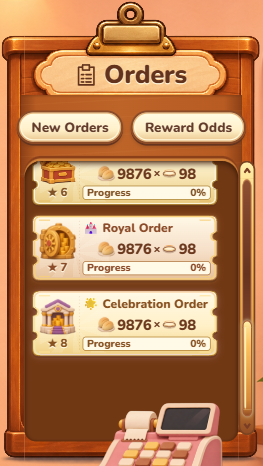 Orders
New Orders
Reward Odds
9876 × 98
★ 6
Progress 0%
Royal Order
9876 × 98
★ 7
Progress 0%
Celebration Order
9876 × 98
★ 8
Progress 0%